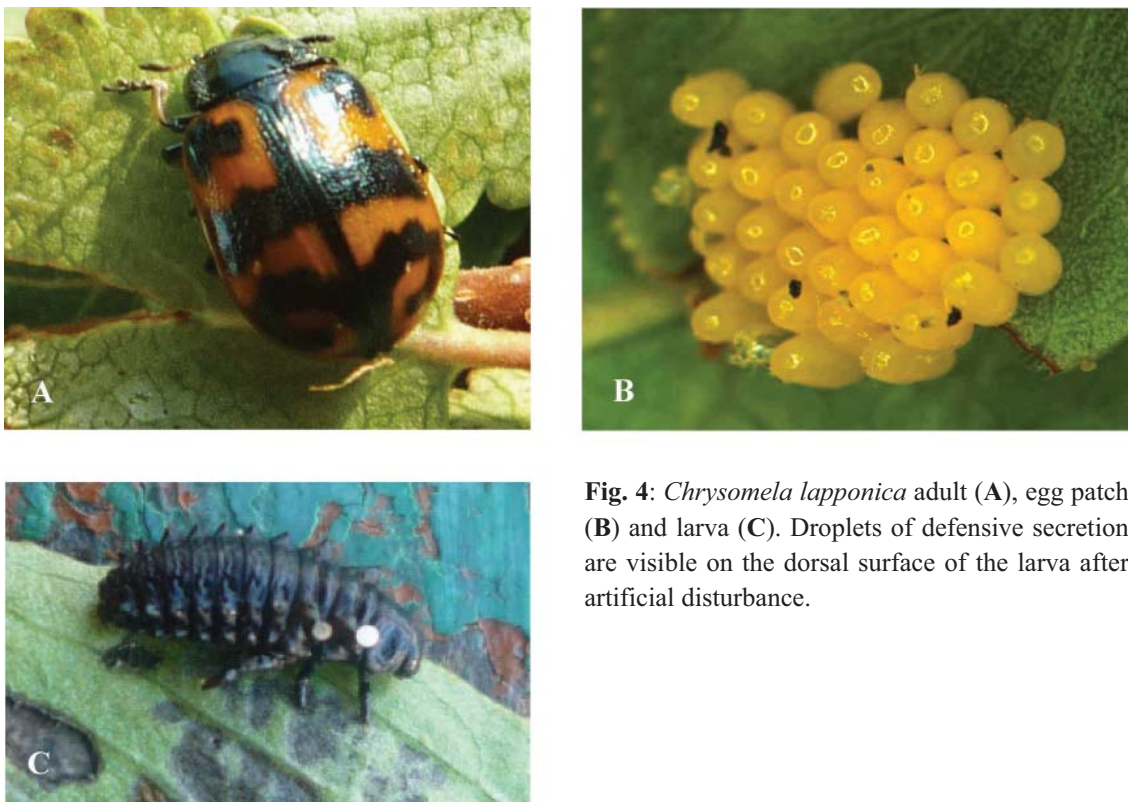 A
B
C
Fig. 4: Chrysomela lapponica adult (A), egg patch
(B) and larva (C). Droplets of defensive secretion
are visible on the dorsal surface of the larva after
artificial disturbance.